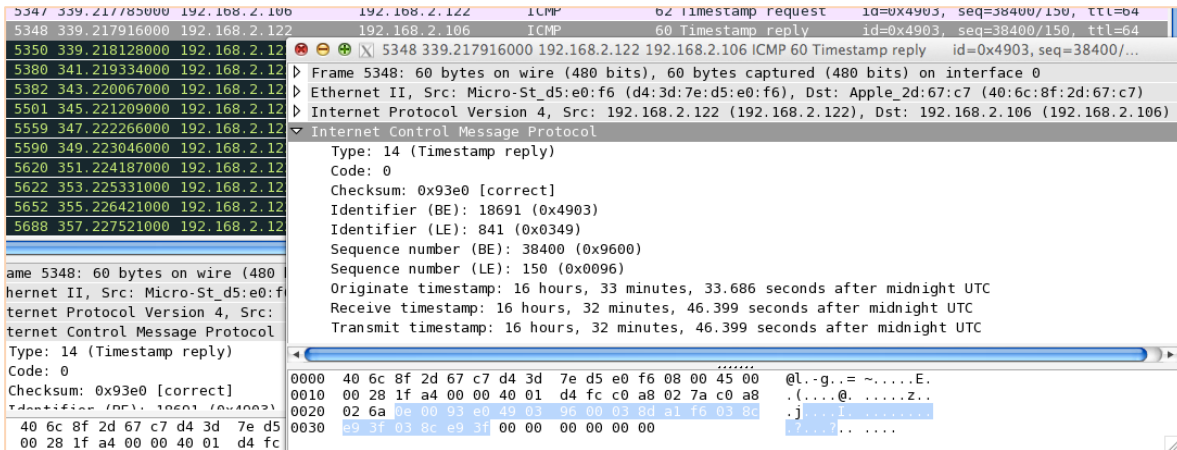 5347 339.217785000 192.168.2.106 192.168.2.122 ICMP 62 Timestamp request id=0x4903, seq=38400/150, ttl=64
5348 339.217916000 192.168.2.122 192.168.2.106 ICMP 60 Timestamp reply id=0x4903, seq=38400/150, ttl=64
5350 339.218128000 192.168.2.12
5380 341.219334000 192.168.2.12
5382 343.220067000 192.168.2.12
5501 345.221209000 192.168.2.12
5559 347.222266000 192.168.2.12
5590 349.223046000 192.168.2.12
5620 351.224187000 192.168.2.12
5622 353.225331000 192.168.2.12
5652 355.226421000 192.168.2.12
5688 357.227521000 192.168.2.12
ame 5348: 60 bytes on wire (480
hernet II, Src: Micro-St_d5:e0:f
ternet Protocol Version 4, Src:
ternet Control Message Protocol
Type: 14 (Timestamp reply)
Code: 0
Checksum: 0x93e0 [correct]
Identifier (BE): 18691 (0x4903)
40 6c 8f 2d 67 c7 d4 3d 7e d5
00 28 1f a4 00 00 40 01 d4 fc
5348 339.217916000 192.168.2.122 192.168.2.106 ICMP 60 Timestamp reply id=0x4903, seq=38400/...
Frame 5348: 60 bytes on wire (480 bits), 60 bytes captured (480 bits) on interface 0
Ethernet II, Src: Micro-St_d5:e0:f6 (d4:3d:7e:d5:e0:f6), Dst: Apple_2d:67:c7 (40:6c:8f:2d:67:c7)
Internet Protocol Version 4, Src: 192.168.2.122 (192.168.2.122), Dst: 192.168.2.106 (192.168.2.106)
Internet Control Message Protocol
Type: 14 (Timestamp reply)
Code: 0
Checksum: 0x93e0 [correct]
Identifier (BE): 18691 (0x4903)
Identifier (LE): 841 (0x0349)
Sequence number (BE): 38400 (0x9600)
Sequence number (LE): 150 (0x0096)
Originate timestamp: 16 hours, 33 minutes, 33.686 seconds after midnight UTC
Receive timestamp: 16 hours, 32 minutes, 46.399 seconds after midnight UTC
Transmit timestamp: 16 hours, 32 minutes, 46.399 seconds after midnight UTC
0000 40 6c 8f 2d 67 c7 d4 3d 7e d5 e0 f6 08 00 45 00 @l.-g..= ~.....E.
0010 00 28 1f a4 00 00 40 01 d4 fc c0 a8 02 7a c0 a8 .(....@. .....z..
0020 02 6a 0e 00 93 e0 49 03 96 00 03 8d a1 f6 03 8c .j....I. ........
0030 e9 3f 03 8c e9 3f 00 00 00 00 00 00 .?...?.. ....